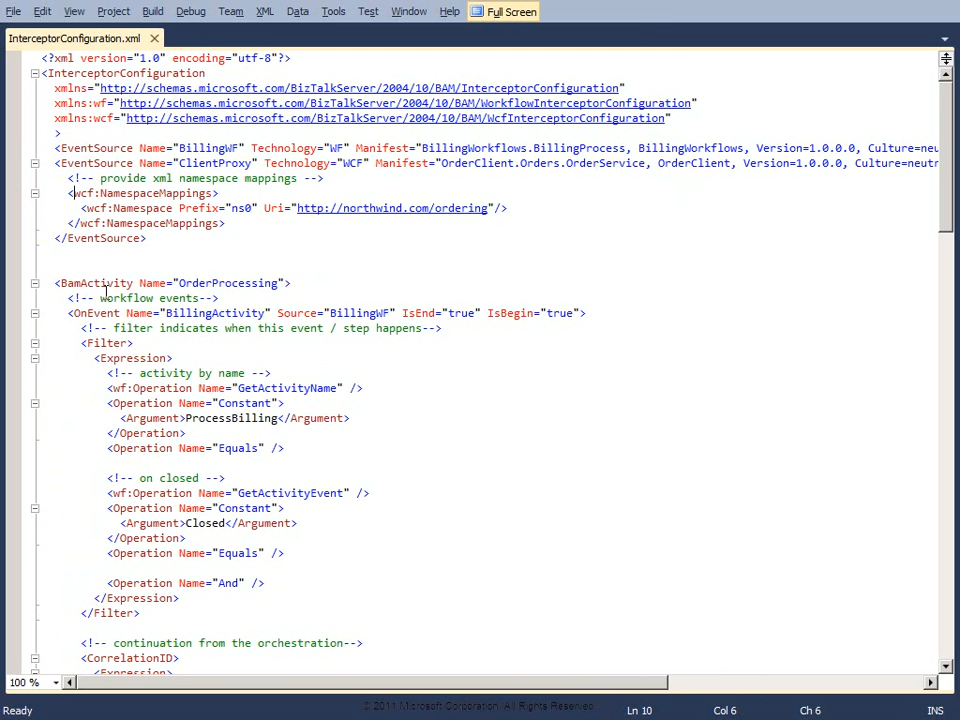 File Edit View Project Build Debug Team XML Data Tools Test Window Help Full Screen
InterceptorConfiguration.xml
<?xml version="1.0" encoding="utf-8"?>
<InterceptorConfiguration
xmlns="http://schemas.microsoft.com/BizTalkServer/2004/10/BAM/InterceptorConfiguration"
xmlns:wf="http://schemas.microsoft.com/BizTalkServer/2004/10/BAM/WorkflowInterceptorConfiguration"
xmlns:wcf="http://schemas.microsoft.com/BizTalkServer/2004/10/BAM/WcfInterceptorConfiguration"
>
<EventSource Name="BillingWF" Technology="WF" Manifest="BillingWorkflows.BillingProcess, BillingWorkflows, Version=1.0.0.0, Culture=neu
<EventSource Name="ClientProxy" Technology="WCF" Manifest="OrderClient.Orders.OrderService, OrderClient, Version=1.0.0.0, Culture=neutr
<!-- provide xml namespace mappings -->
<wcf:NamespaceMappings>
<wcf:Namespace Prefix="ns0" Uri="http://northwind.com/ordering"/>
</wcf:NamespaceMappings>
</EventSource>
<BamActivity Name="OrderProcessing">
<!-- workflow events-->
<OnEvent Name="BillingActivity" Source="BillingWF" IsEnd="true" IsBegin="true">
<!-- filter indicates when this event / step happens-->
<Filter>
<Expression>
<!-- activity by name -->
<wf:Operation Name="GetActivityName" />
<Operation Name="Constant">
<Argument>ProcessBilling</Argument>
</Operation>
<Operation Name="Equals" />
<!-- on closed -->
<wf:Operation Name="GetActivityEvent" />
<Operation Name="Constant">
<Argument>Closed</Argument>
</Operation>
<Operation Name="Equals" />
<Operation Name="And" />
</Expression>
</Filter>
<!-- continuation from the orchestration-->
<CorrelationID>
<Expression>
100 %
© 2011 Microsoft Corporation. All Rights Reserved.
Ready Ln 10 Col 6 Ch 6 INS